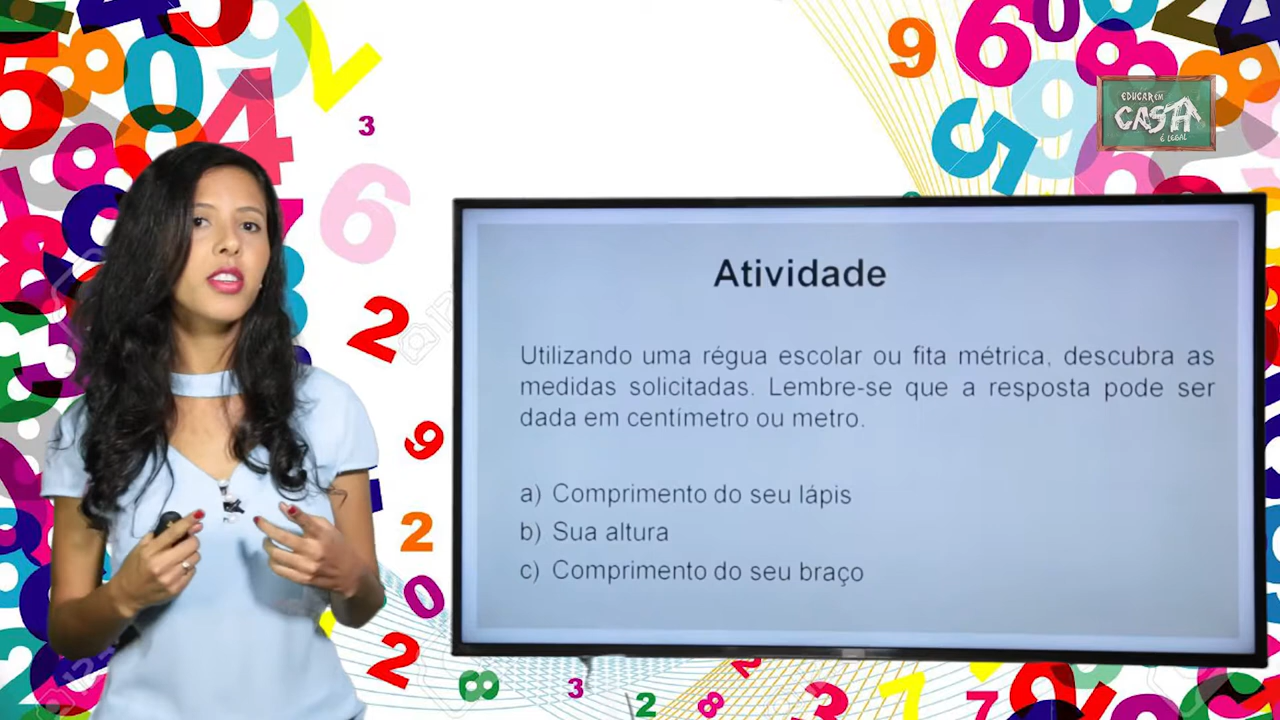 EDUCAR EM
CASA
É LEGAL
Atividade
Utilizando uma régua escolar ou fita métrica, descubra as
medidas solicitadas. Lembre-se que a resposta pode ser
dada em centímetro ou metro.
a) Comprimento do seu lápis
b) Sua altura
c) Comprimento do seu braço